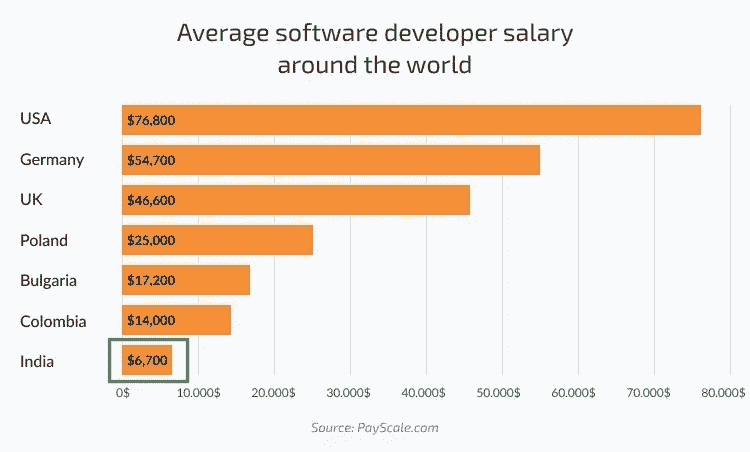 Average software developer salary
around the world
USA $76,800
Germany $54,700
UK $46,600
Poland $25,000
Bulgaria $17,200
Colombia $14,000
India $6,700
0$ 10.000$ 20.000$ 30.000$ 40.000$ 50.000$ 60.000$ 70.000$ 80.000$
Source: PayScale.com